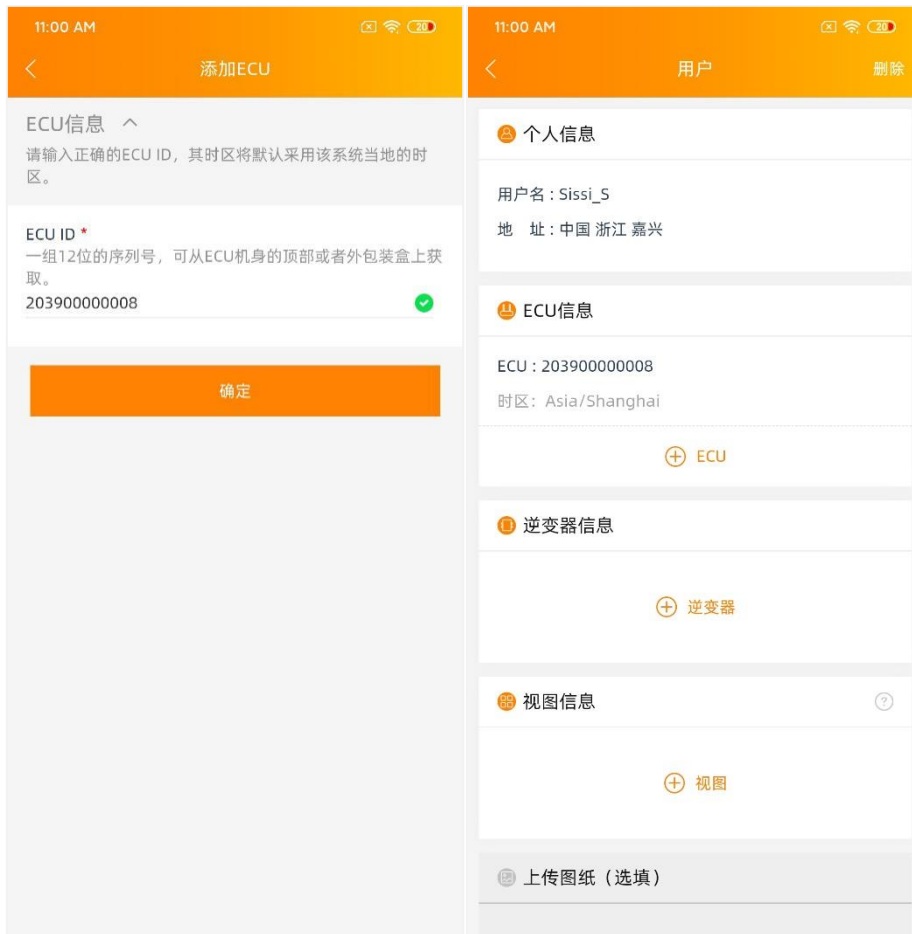 11:00 AM
20
添加ECU
ECU信息
请输入正确的ECU ID，其时区将默认采用该系统当地的时
区。
ECU ID *
一组12位的序列号，可从ECU机身的顶部或者外包装盒上获
取。
203900000008
确定
11:00 AM
20
用户
删除
个人信息
用户名 : Sissi_S
地 址 : 中国 浙江 嘉兴
ECU信息
ECU : 203900000008
时区：Asia/Shanghai
ECU
逆变器信息
逆变器
视图信息
?
视图
上传图纸（选填）